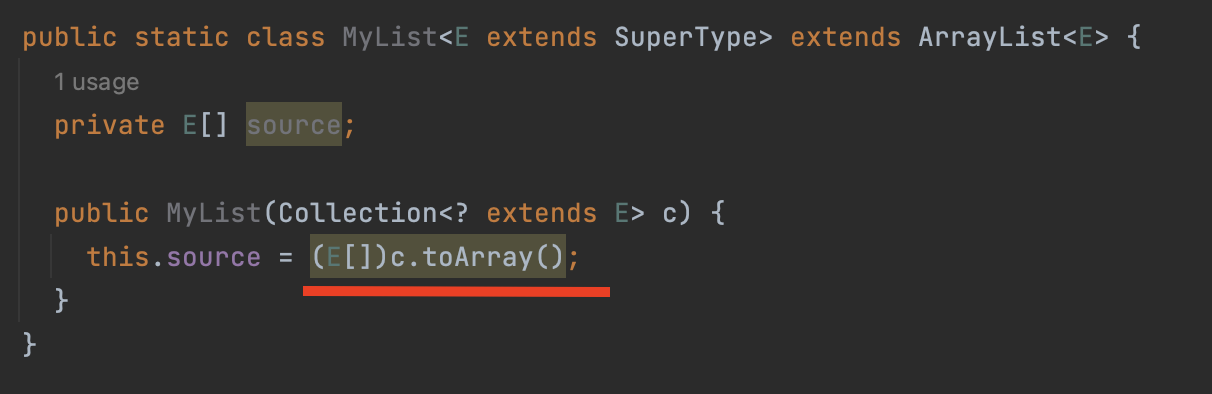 public static class MyList<E extends SuperType> extends ArrayList<E> {
1 usage
private E[] source;
public MyList(Collection<? extends E> c) {
this.source = (E[])c.toArray();
}
}